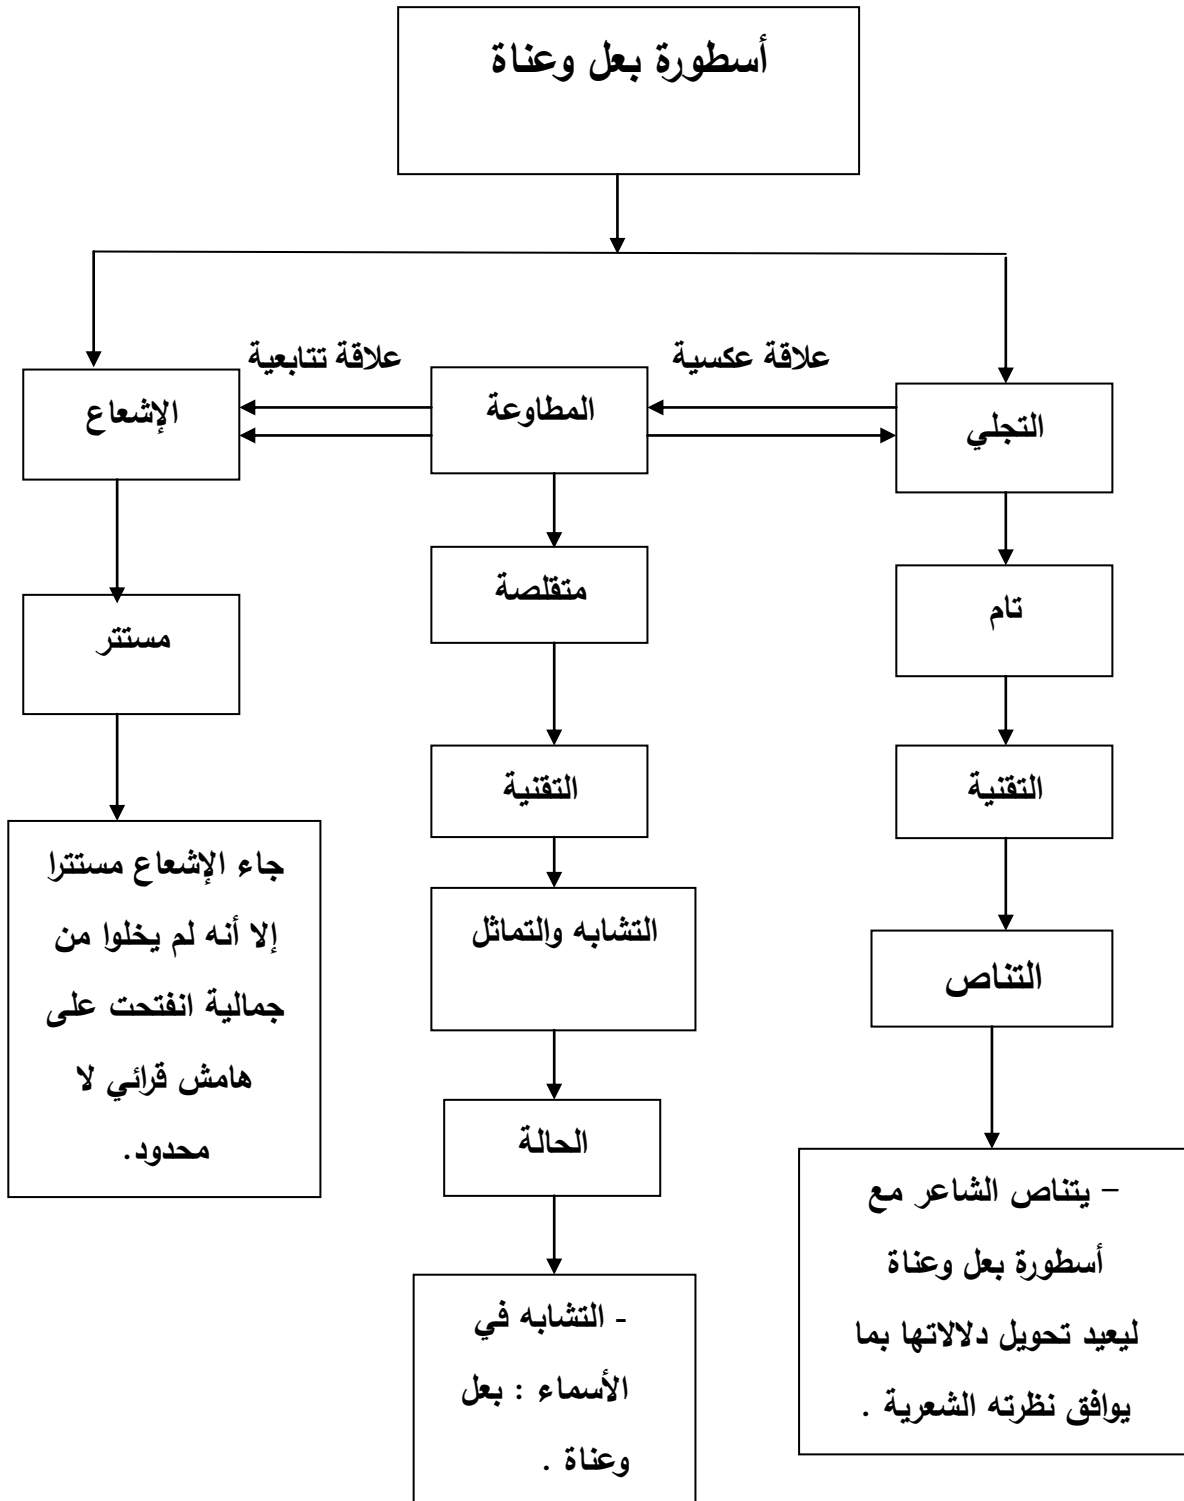 أسطورة بعل وعناة
علاقة عكسية
علاقة تتابعية
التجلي
المطاوعة
الإشعاع
تام
متقلصة
مستتر
التقنية
التقنية
التناص
التشابه والتماثل
الحالة
– يتناص الشاعر مع
أسطورة بعل وعناة
ليعيد تحويل دلالاتها بما
يوافق نظرته الشعرية .
- التشابه في
الأسماء : بعل
وعناة .
جاء الإشعاع مستترا
إلا أنه لم يخلوا من
جمالية انفتحت على
هامش قرائي لا
محدود.